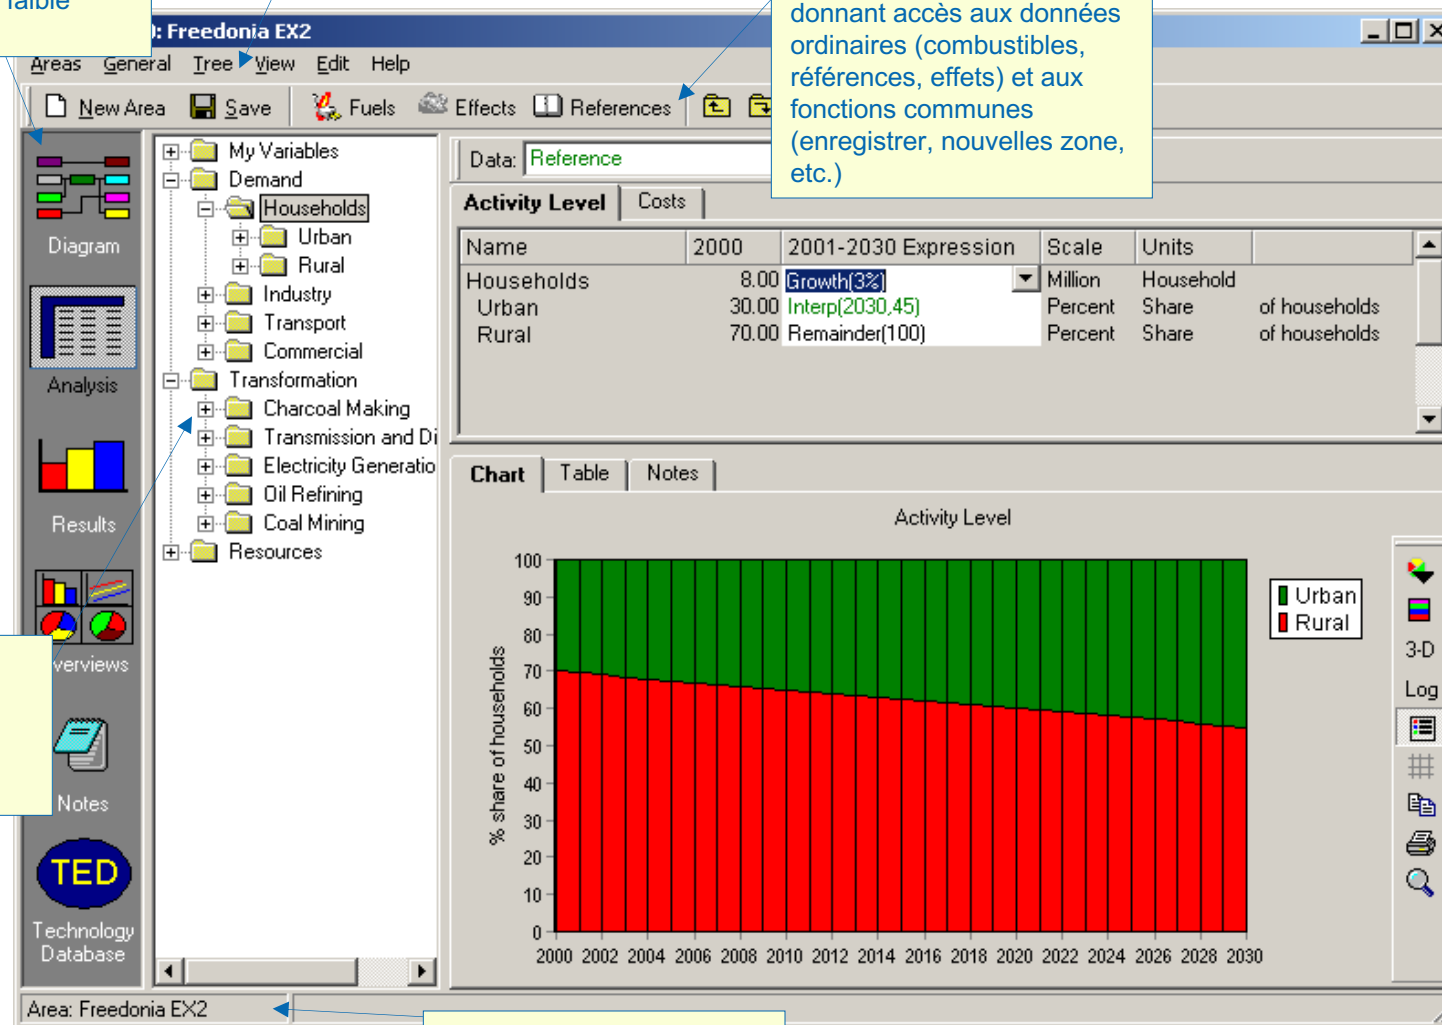 faible
donnant accès aux données
ordinaires (combustibles,
références, effets) et aux
fonctions communes
(enregistrer, nouvelles zone,
etc.)
: Freedonia EX2
Areas General Tree View Edit Help
New Area Save Fuels Effects References
Diagram
Analysis
Results
verviews
Notes
TED
Technology
Database
My Variables
Demand
Households
Urban
Rural
Industry
Transport
Commercial
Transformation
Charcoal Making
Transmission and Di
Electricity Generatio
Oil Refining
Coal Mining
Resources
Data: Reference
Activity Level Costs
Name 2000 2001-2030 Expression Scale Units
Households 8.00 Growth(3%) Million Household
Urban 30.00 Interp(2030,45) Percent Share of households
Rural 70.00 Remainder(100) Percent Share of households
Chart Table Notes
Activity Level
% share of households
100
90
80
70
60
50
40
30
20
10
0
2000 2002 2004 2006 2008 2010 2012 2014 2016 2018 2020 2022 2024 2026 2028 2030
Urban
Rural
3-D
Log
Area: Freedonia EX2